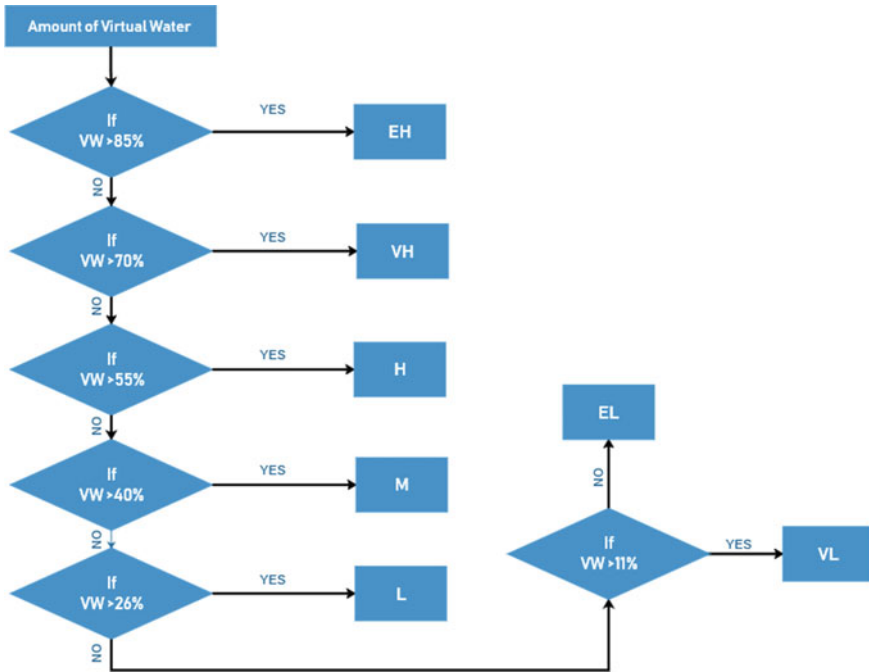 Amount of Virtual Water
If
VW >85%
YES
EH
NO
If
VW >70%
YES
VH
NO
If
VW >55%
YES
H
NO
If
VW >40%
YES
M
NO
If
VW >26%
YES
L
NO
If
VW >11%
YES
VL
NO
EL